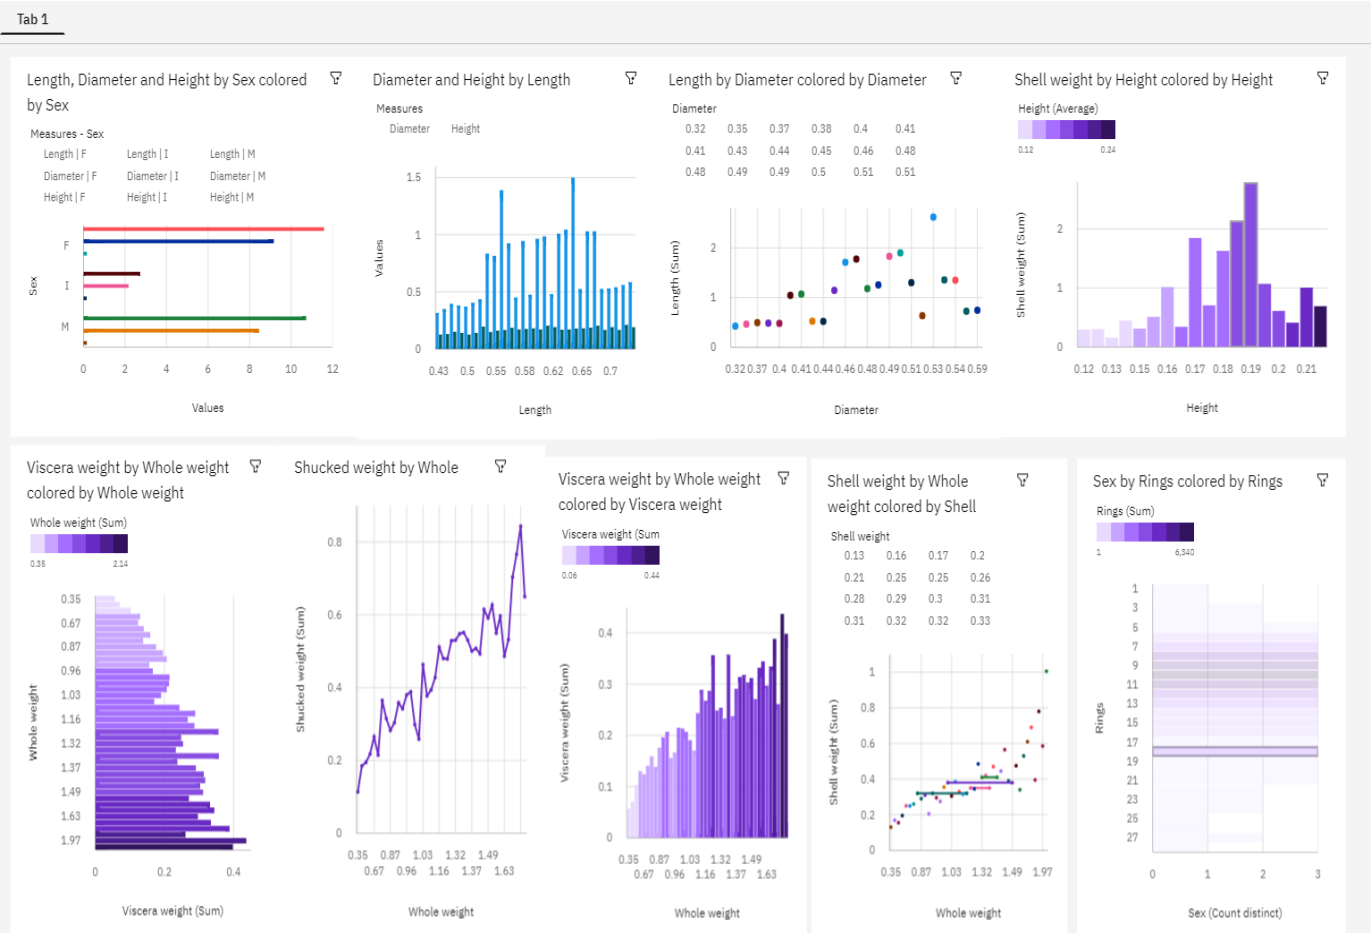 Tab 1
Length, Diameter and Height by Sex colored
by Sex
Measures - Sex
Length | F Length | I Length | M
Diameter | F Diameter | I Diameter | M
Height | F Height | I Height | M
F
I
M
Sex
0 2 4 6 8 10 12
Values
Diameter and Height by Length
Measures
Diameter Height
1.5
1
0.5
0
Values
0.43 0.5 0.55 0.58 0.62 0.65 0.7
Length
Length by Diameter colored by Diameter
Diameter
0.32 0.35 0.37 0.38 0.4 0.41
0.41 0.43 0.44 0.45 0.46 0.48
0.48 0.49 0.49 0.5 0.51 0.51
2
1
0
Length (Sum)
0.32 0.37 0.4 0.41 0.44 0.46 0.48 0.49 0.51 0.53 0.54 0.59
Diameter
Shell weight by Height colored by Height
Height (Average)
0.12 0.24
2
1
0
Shell weight (Sum)
0.12 0.13 0.15 0.16 0.17 0.18 0.19 0.2 0.21
Height
Viscera weight by Whole weight
colored by Whole weight
Whole weight (Sum)
0.35 2.14
0.35
0.67
0.87
0.96
1.03
1.16
1.32
1.37
1.49
1.63
1.97
Whole weight
0 0.2 0.4
Viscera weight (Sum)
Shucked weight by Whole
0.8
0.6
0.4
0.2
0
Shucked weight (Sum)
0.35 0.87 1.03 1.32 1.49
0.67 0.96 1.16 1.37 1.63
Whole weight
Viscera weight by Whole weight
colored by Viscera weight
Viscera weight (Sum
0.06 0.44
0.4
0.3
0.2
0.1
0
Viscera weight (Sum)
0.35 0.87 1.03 1.32 1.49
0.67 0.96 1.16 1.37 1.63
Whole weight
Shell weight by Whole
weight colored by Shell
Shell weight
0.13 0.16 0.17 0.2
0.21 0.25 0.25 0.26
0.28 0.29 0.3 0.31
0.31 0.32 0.32 0.33
1
0.8
0.6
0.4
0.2
0
Shell weight (Sum)
0.35 0.87 1.03 1.32 1.49 1.97
Whole weight
Sex by Rings colored by Rings
Rings (Sum)
1 6,340
1
3
5
7
9
11
13
15
17
19
21
23
25
27
Rings
0 1 2 3
Sex (Count distinct)